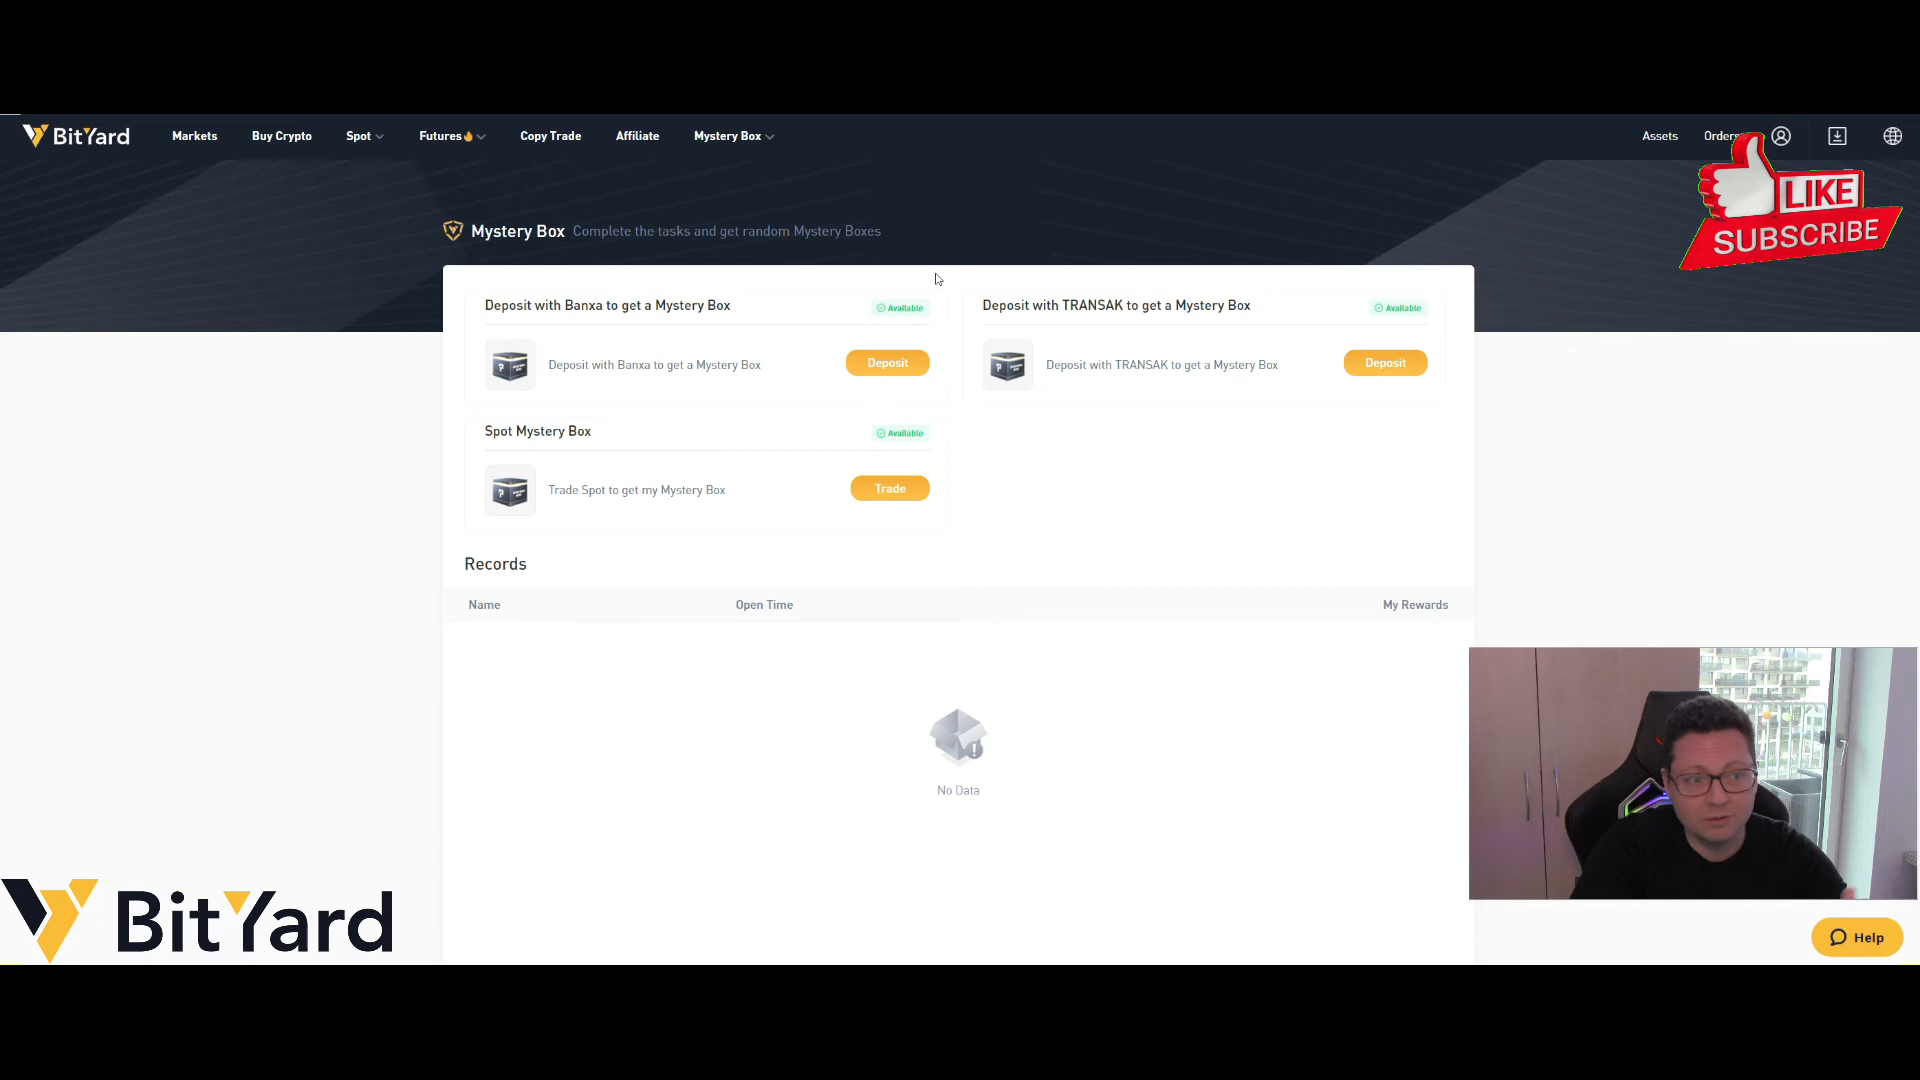 BitYard Markets Buy Crypto Spot Futures Copy Trade Affiliate Mystery Box Assets Orders
LIKE
SUBSCRIBE
Mystery Box Complete the tasks and get random Mystery Boxes
Deposit with Banxa to get a Mystery Box Available
Deposit with Banxa to get a Mystery Box Deposit
Deposit with TRANSAK to get a Mystery Box Available
Deposit with TRANSAK to get a Mystery Box Deposit
Spot Mystery Box Available
Trade Spot to get my Mystery Box Trade
Records
Name Open Time My Rewards
No Data
BitYard
Help